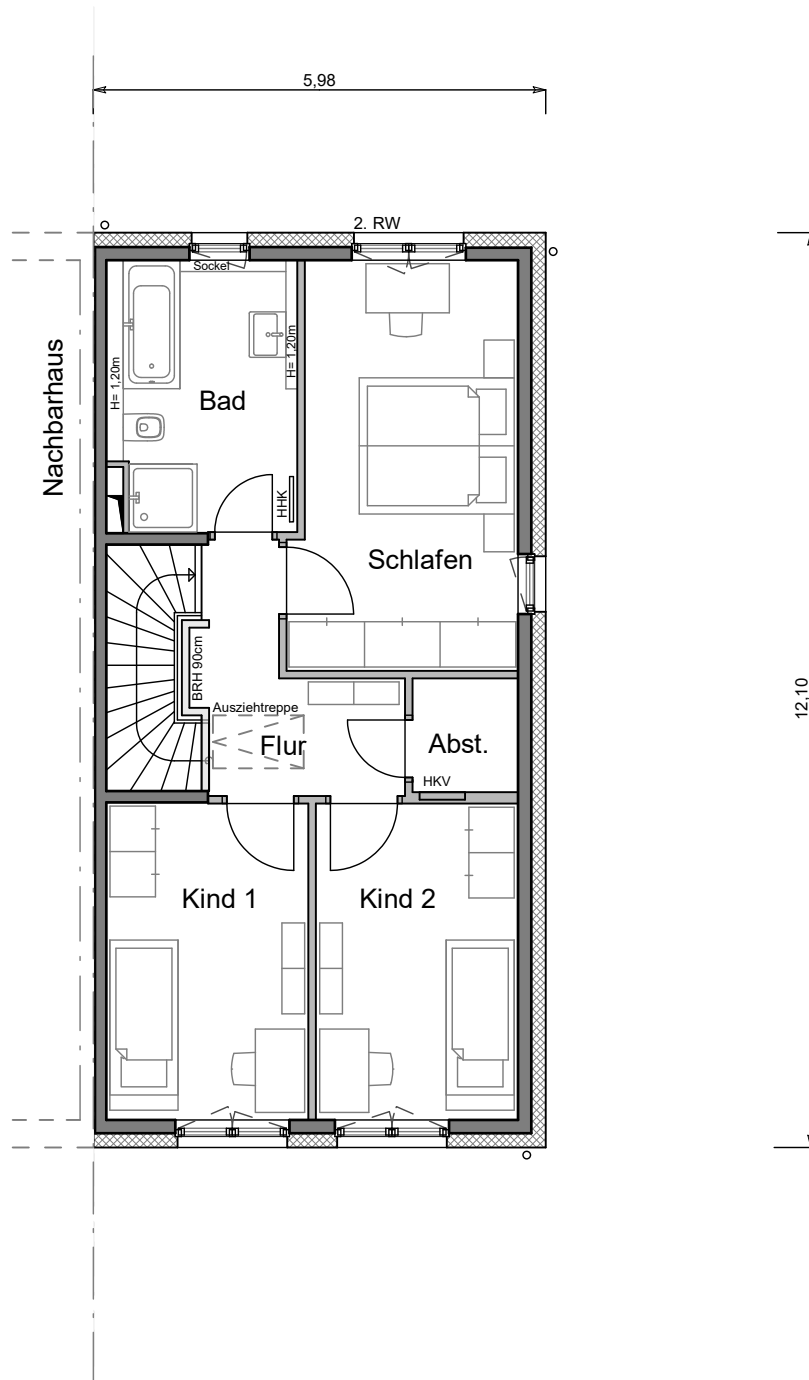 5,98
2. RW
Sockel
H= 1,20m
H= 1,20m
Nachbarhaus
Bad
HHK
Schlafen
BRH 90cm
Ausziehtreppe
12,10
Flur
Abst.
HKV
Kind 1
Kind 2